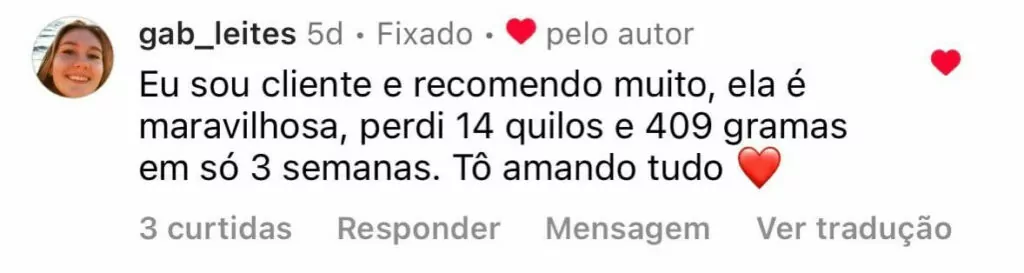 gab_leites 5d • Fixado • ❤ pelo autor
Eu sou cliente e recomendo muito, ela é
maravilhosa, perdi 14 quilos e 409 gramas
em só 3 semanas. Tô amando tudo ❤️
3 curtidas Responder Mensagem Ver tradução